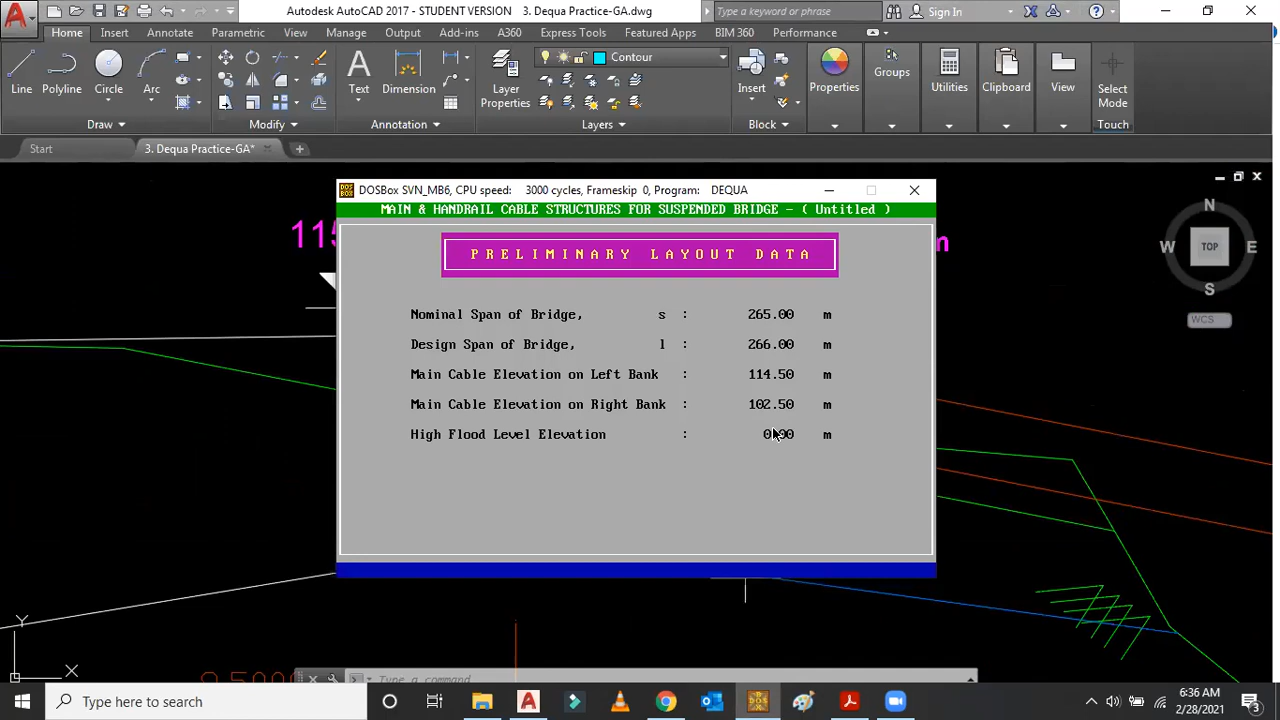 Autodesk AutoCAD 2017 - STUDENT VERSION 3. Dequa Practice-GA.dwg
Type a keyword or phrase
Sign In
Home Insert Annotate Parametric View Manage Output Add-ins A360 Express Tools Featured Apps BIM 360 Performance
Line
Polyline
Circle
Arc
Text
Dimension
Layer Properties
Contour
Insert
Properties
Groups
Utilities
Clipboard
View
Select Mode
Draw Modify Annotation Layers Block Touch
Start
3. Dequa Practice-GA*
DOSBox SVN_MB6, CPU speed: 3000 cycles, Frameskip 0, Program: DEQUA
MAIN & HANDRAIL CABLE STRUCTURES FOR SUSPENDED BRIDGE - ( Untitled )
PRELIMINARY LAYOUT DATA
Nominal Span of Bridge, s : 265.00 m
Design Span of Bridge, l : 266.00 m
Main Cable Elevation on Left Bank : 114.50 m
Main Cable Elevation on Right Bank : 102.50 m
High Flood Level Elevation : m
N
W TOP E
S
WCS
Y
X
Type a command
Type here to search
6:36 AM
2/28/2021
3